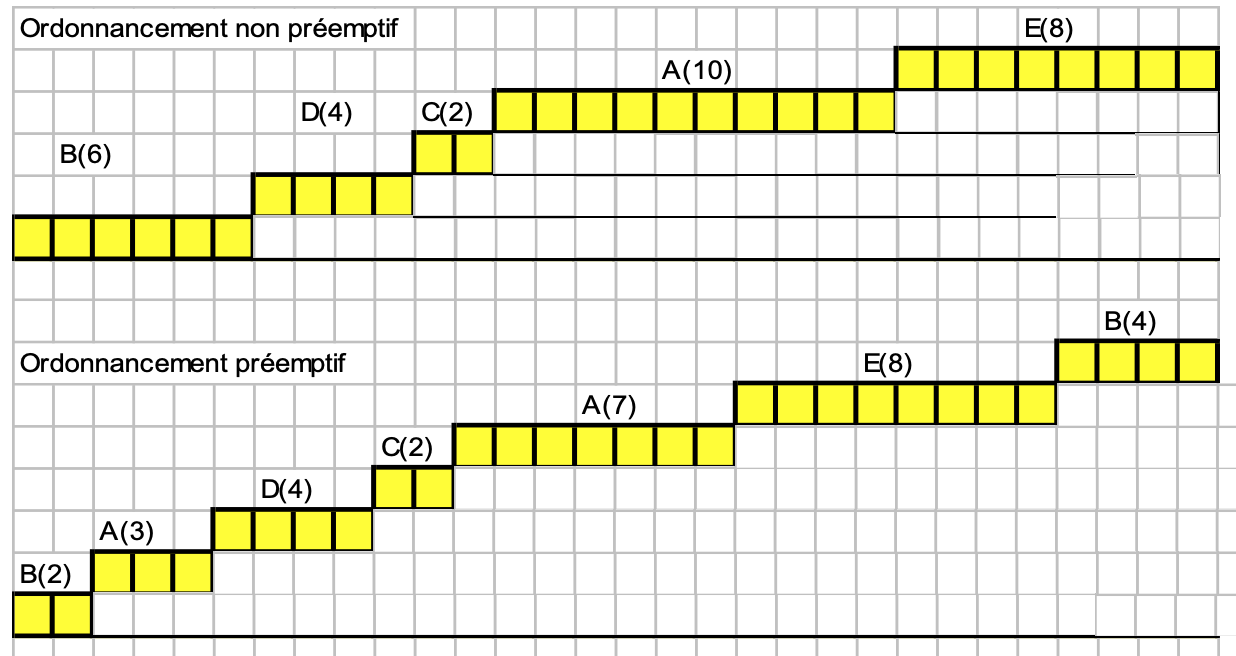 Ordonnancement non préemptif
E(8)
A(10)
D(4)
C(2)
B(6)
B(4)
Ordonnancement préemptif
E(8)
A(7)
C(2)
D(4)
A(3)
B(2)